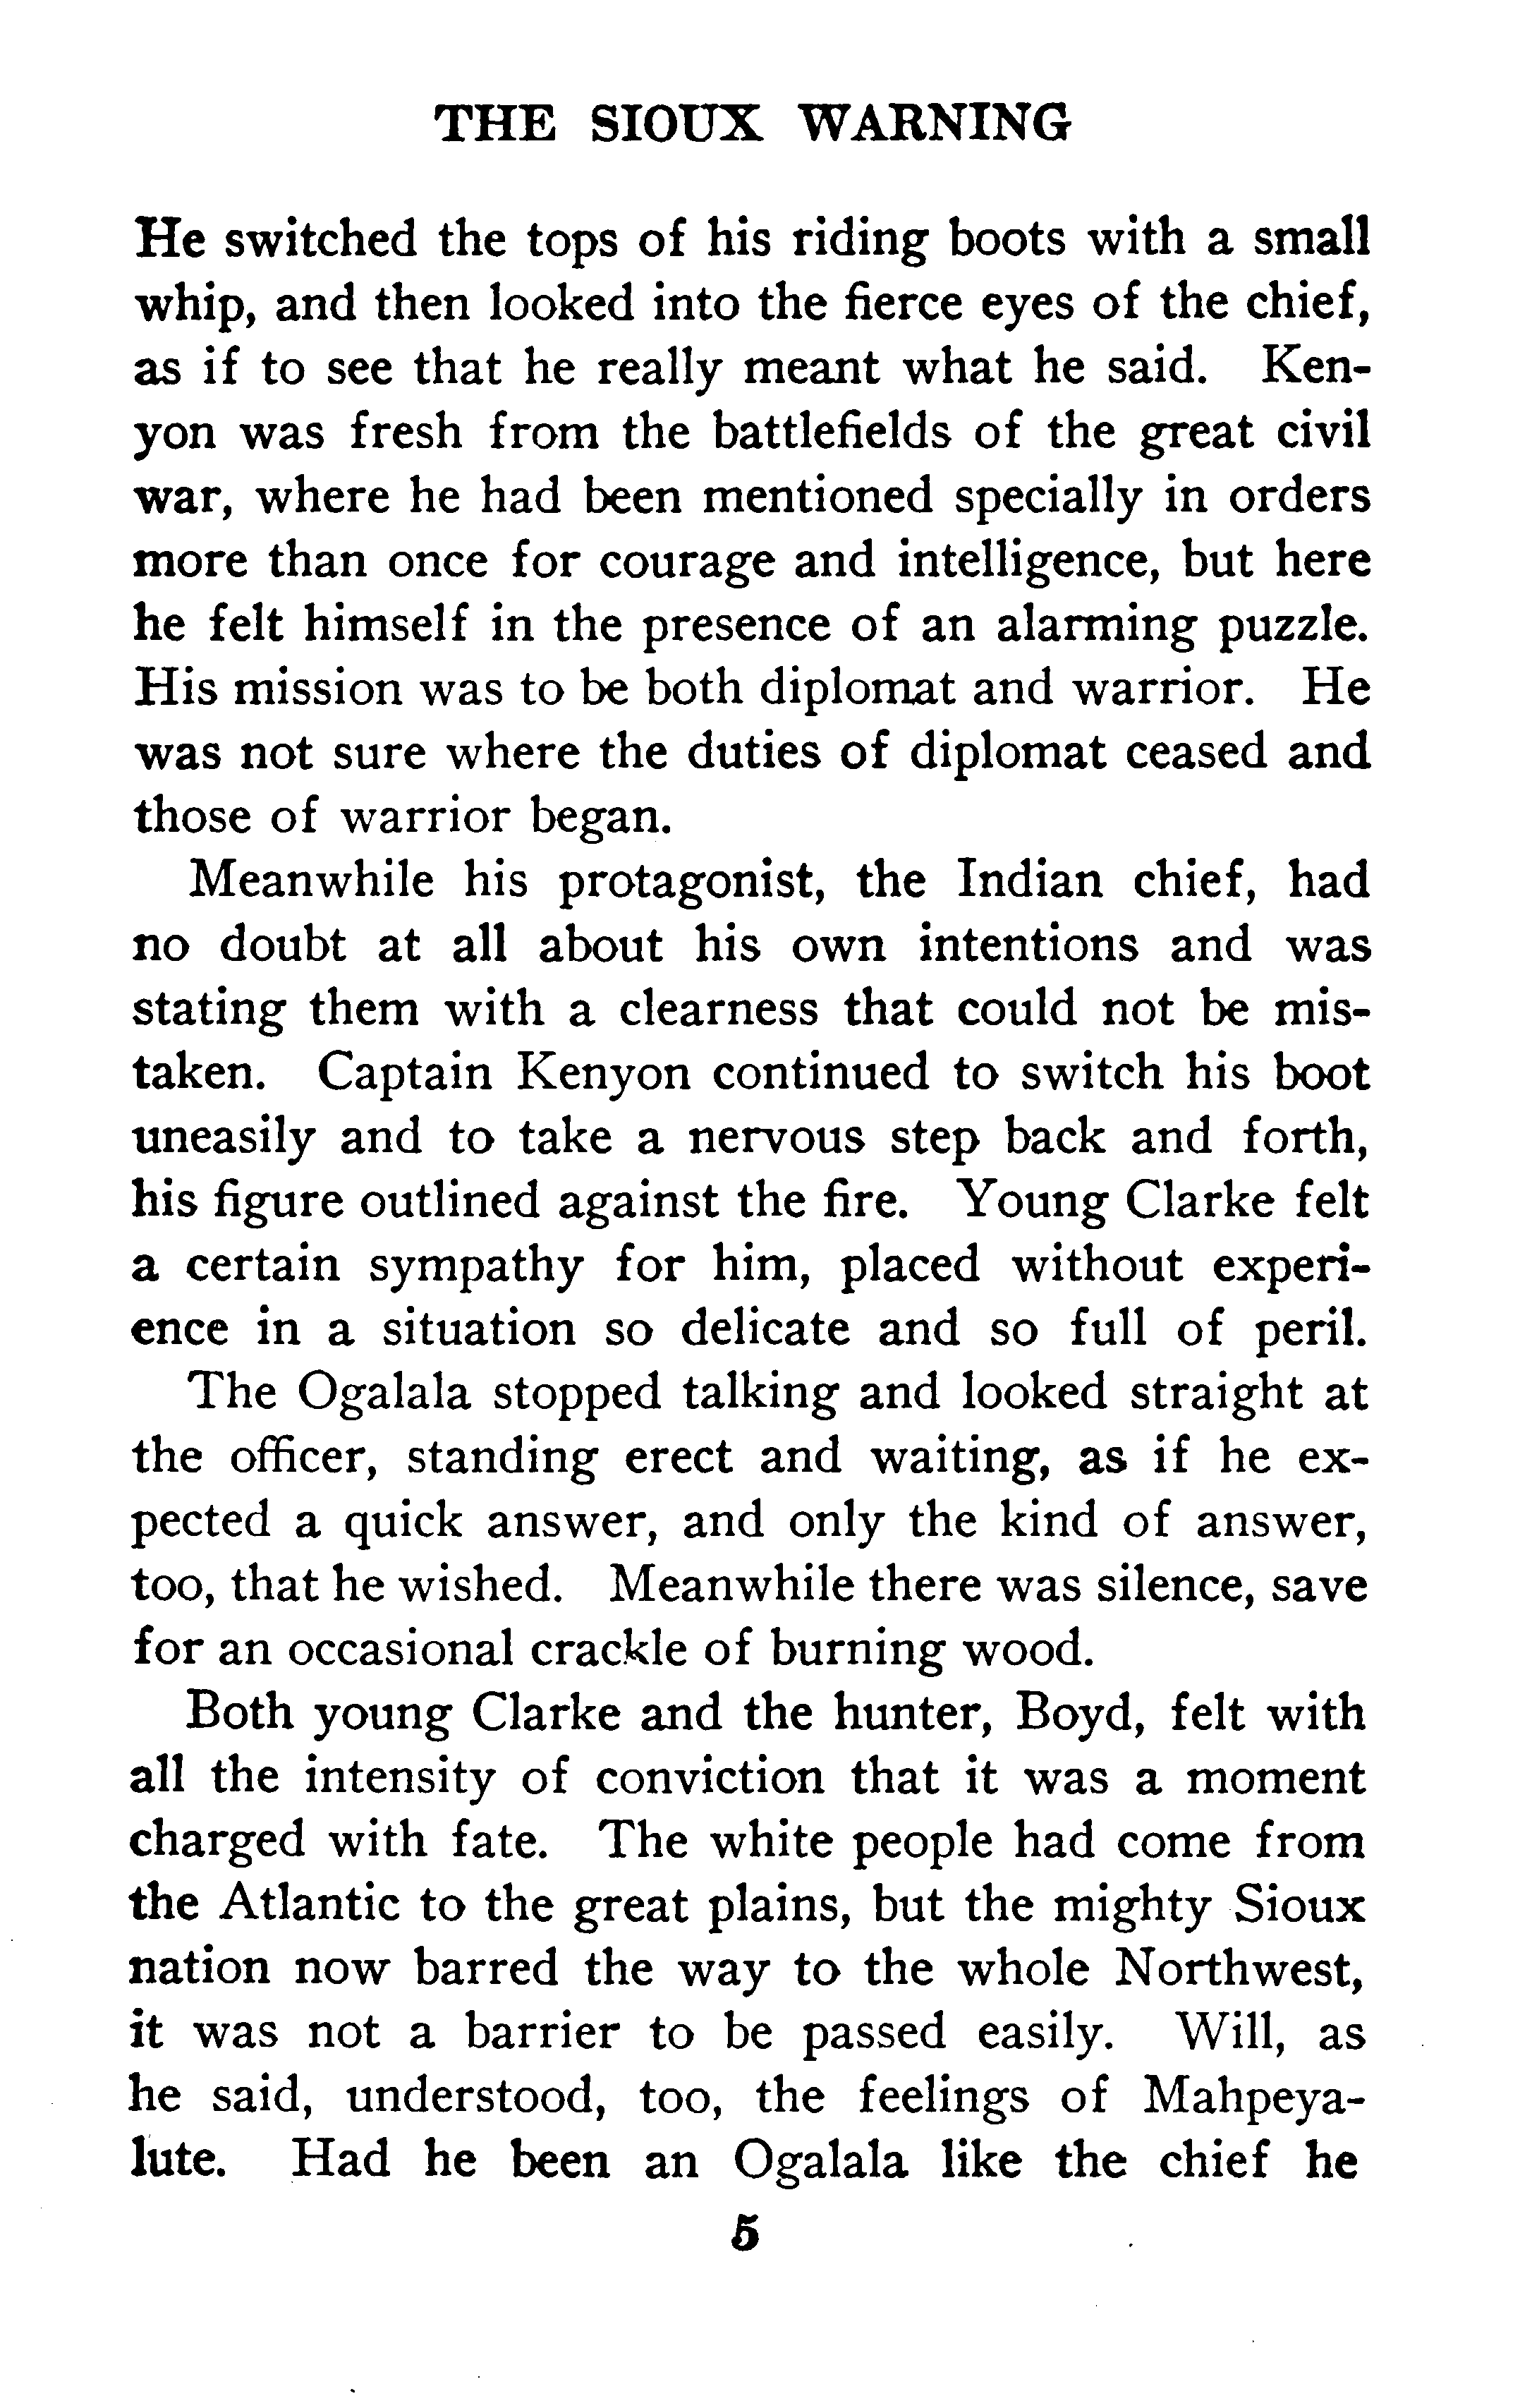 THE SIOUX WARNING
He switched the tops of his riding boots with a small
whip, and then looked into the fierce eyes of the chief,
as if to see that he really meant what he said. Ken-
yon was fresh from the battlefields of the great civil
war, where he had been mentioned specially in orders
more than once for courage and intelligence, but here
he felt himself in the presence of an alarming puzzle.
His mission was to be both diplomat and warrior. He
was not sure where the duties of diplomat ceased and
those of warrior began.
Meanwhile his protagonist, the Indian chief, had
no doubt at all about his own intentions and was
stating them with a clearness that could not be mis-
taken. Captain Kenyon continued to switch his boot
uneasily and to take a nervous step back and forth,
his figure outlined against the fire. Young Clarke felt
a certain sympathy for him, placed without experi-
ence in a situation so delicate and so full of peril.
The Ogalala stopped talking and looked straight at
the officer, standing erect and waiting, as if he ex-
pected a quick answer, and only the kind of answer,
too, that he wished. Meanwhile there was silence, save
for an occasional crackle of burning wood.
Both young Clarke and the hunter, Boyd, felt with
all the intensity of conviction that it was a moment
charged with fate. The white people had come from
the Atlantic to the great plains, but the mighty Sioux
nation now barred the way to the whole Northwest,
it was not a barrier to be passed easily. Will, as
he said, understood, too, the feelings of Mahpeya-
lute. Had he been an Ogalala like the chief he
5